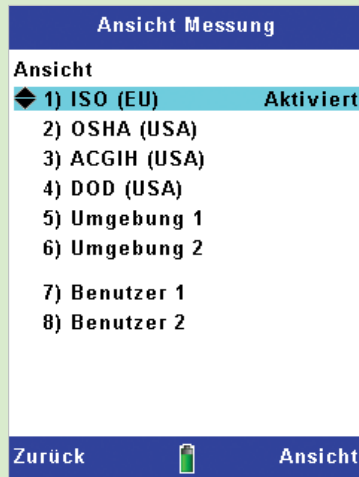 Ansicht Messung
Ansicht
1) ISO (EU) Aktiviert
2) OSHA (USA)
3) ACGIH (USA)
4) DOD (USA)
5) Umgebung 1
6) Umgebung 2
7) Benutzer 1
8) Benutzer 2
Zurück Ansicht